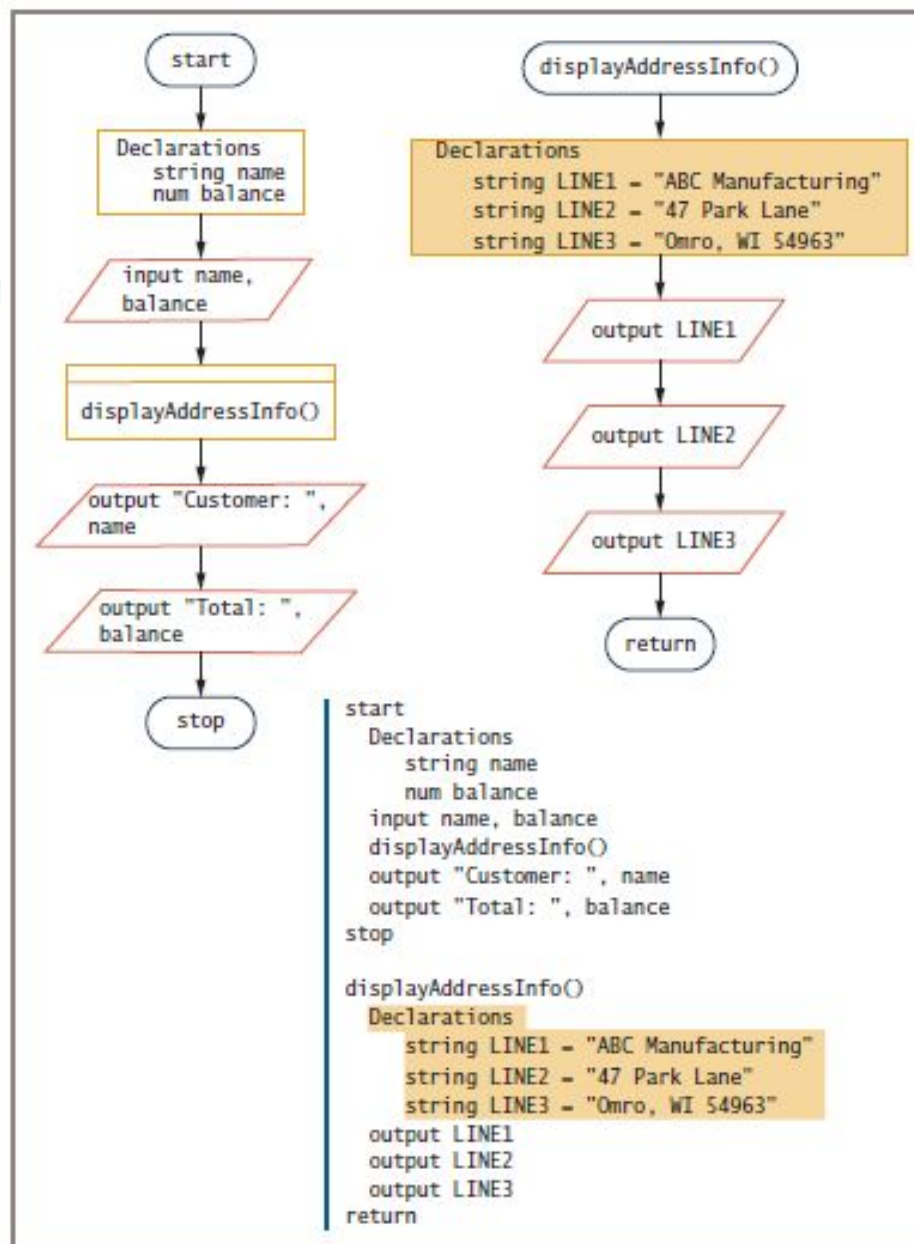 start
Declarations
string name
num balance
input name,
balance
displayAddressInfo()
output "Customer: ",
name
output "Total: ",
balance
stop
displayAddressInfo()
Declarations
string LINE1 = "ABC Manufacturing"
string LINE2 = "47 Park Lane"
string LINE3 = "Omro, WI 54963"
output LINE1
output LINE2
output LINE3
return
start
Declarations
string name
num balance
input name, balance
displayAddressInfo()
output "Customer: ", name
output "Total: ", balance
stop
displayAddressInfo()
Declarations
string LINE1 = "ABC Manufacturing"
string LINE2 = "47 Park Lane"
string LINE3 = "Omro, WI 54963"
output LINE1
output LINE2
output LINE3
return